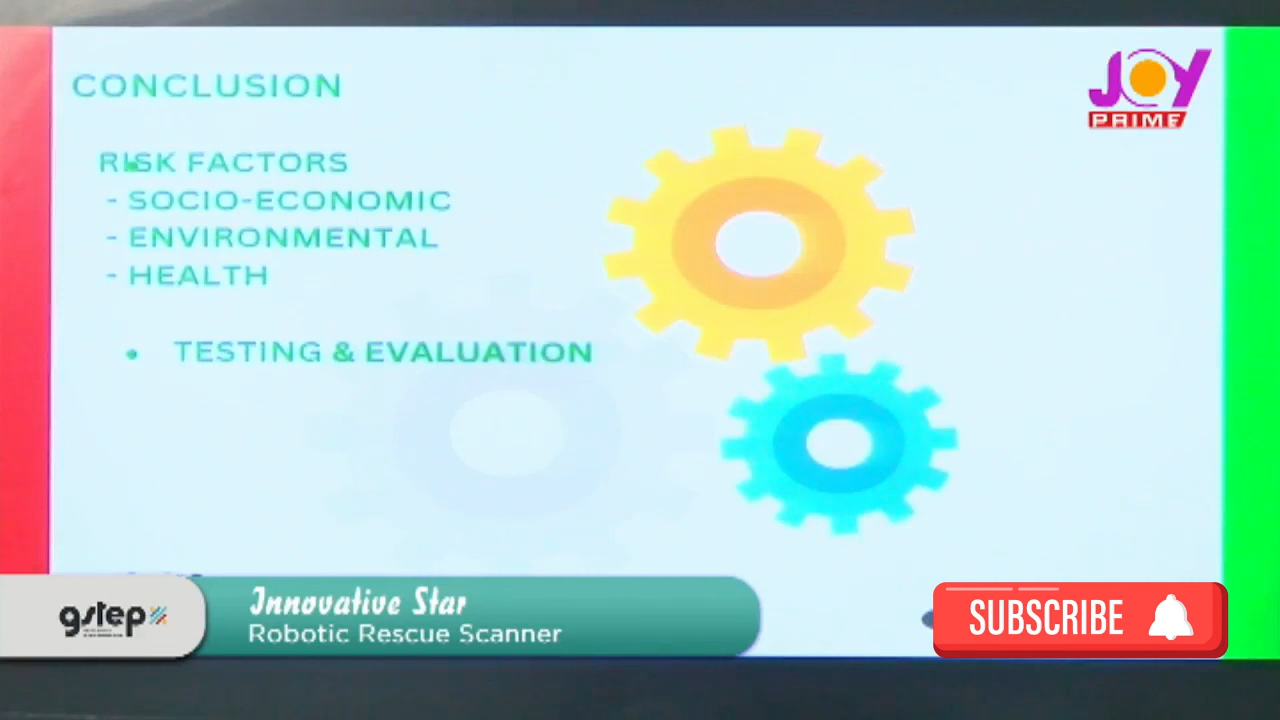 CONCLUSION
JOY
PRIME
RISK FACTORS
- SOCIO-ECONOMIC
- ENVIRONMENTAL
- HEALTH
• TESTING & EVALUATION
gstep
Innovative Star
Robotic Rescue Scanner
SUBSCRIBE